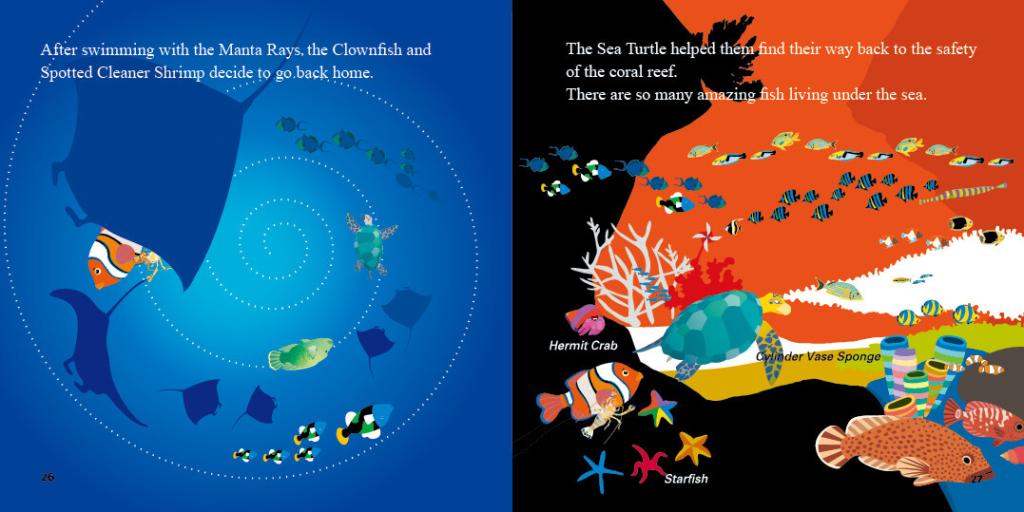 After swimming with the Manta Rays, the Clownfish and
Spotted Cleaner Shrimp decide to go back home.
26
The Sea Turtle helped them find their way back to the safety
of the coral reef.
There are so many amazing fish living under the sea.
Hermit Crab
Cylinder Vase Sponge
Starfish
27